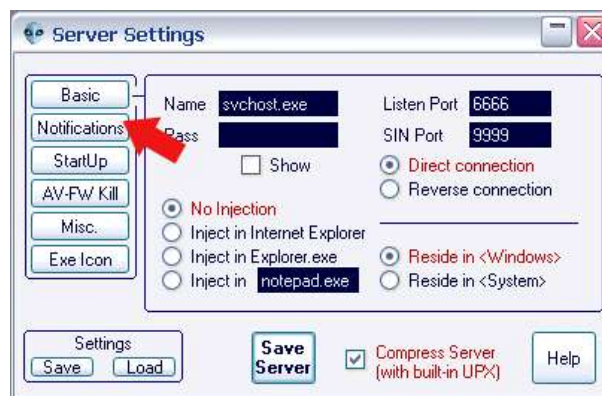 Server Settings
Basic
Notifications
StartUp
AV-FW Kill
Misc.
Exe Icon
Name svchost.exe
Pass
Show
No Injection
Inject in Internet Explorer
Inject in Explorer.exe
Inject in notepad.exe
Listen Port 6666
SIN Port 9999
Direct connection
Reverse connection
Reside in <Windows>
Reside in <System>
Settings
Save Load
Save
Server
Compress Server
(with built-in UPX)
Help